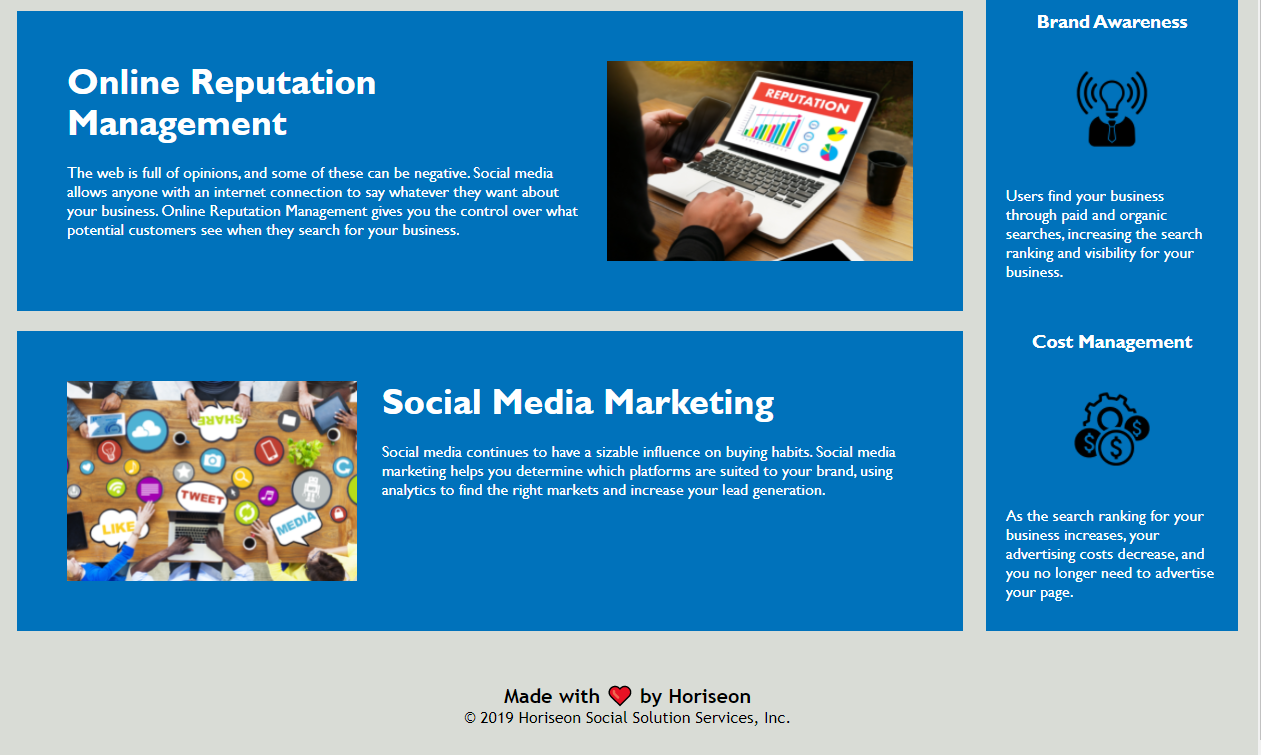 Online Reputation
Management
The web is full of opinions, and some of these can be negative. Social media
allows anyone with an internet connection to say whatever they want about
your business. Online Reputation Management gives you the control over what
potential customers see when they search for your business.
REPUTATION
SHARE
TWEET
LIKE
MEDIA
Social Media Marketing
Social media continues to have a sizable influence on buying habits. Social media
marketing helps you determine which platforms are suited to your brand, using
analytics to find the right markets and increase your lead generation.
Brand Awareness
Users find your business
through paid and organic
searches, increasing the search
ranking and visibility for your
business.
Cost Management
$ $ $
As the search ranking for your
business increases, your
advertising costs decrease, and
you no longer need to advertise
your page.
Made with ❤️ by Horiseon
© 2019 Horiseon Social Solution Services, Inc.